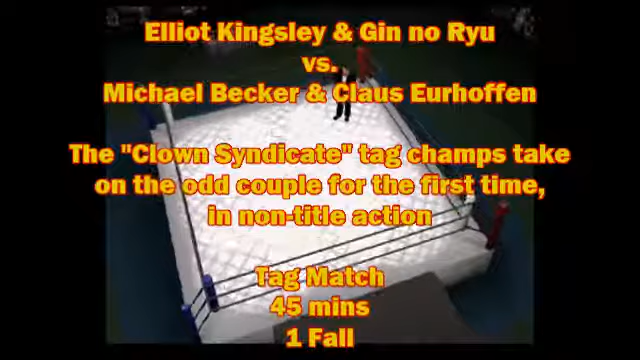 Elliot Kingsley & Gin no Ryu
vs.
Michael Becker & Claus Eurhoffen
The "Clown Syndicate" tag champs take
on the odd couple for the first time,
in non-title action
Tag Match
45 mins
1 Fall